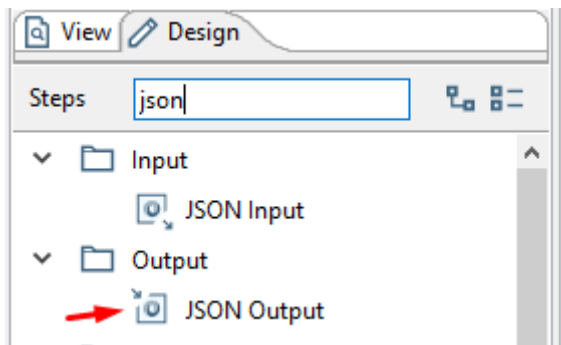 View Design
Steps json
Input
JSON Input
Output
JSON Output